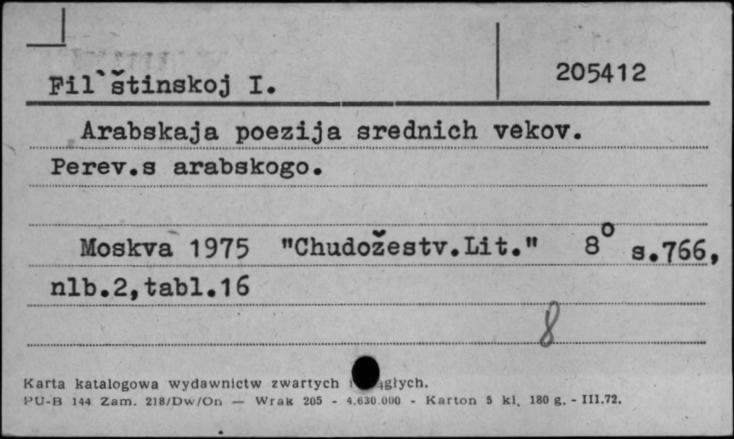 Fil`štinskoj I.
205412
Arabskaja poezija srednich vekov.
Perev.s arabskogo.
Moskva 1975 "Chudožestv.Lit." 8° s.766,
nlb.2,tabl.16
8
Karta katalogowa wydawnictw zwartych głych.
PU-B 144 Zam. 218/Dw/On — Wrak 205 - 4.630.000 - Karton 5 kl. 180 g. - III.72.